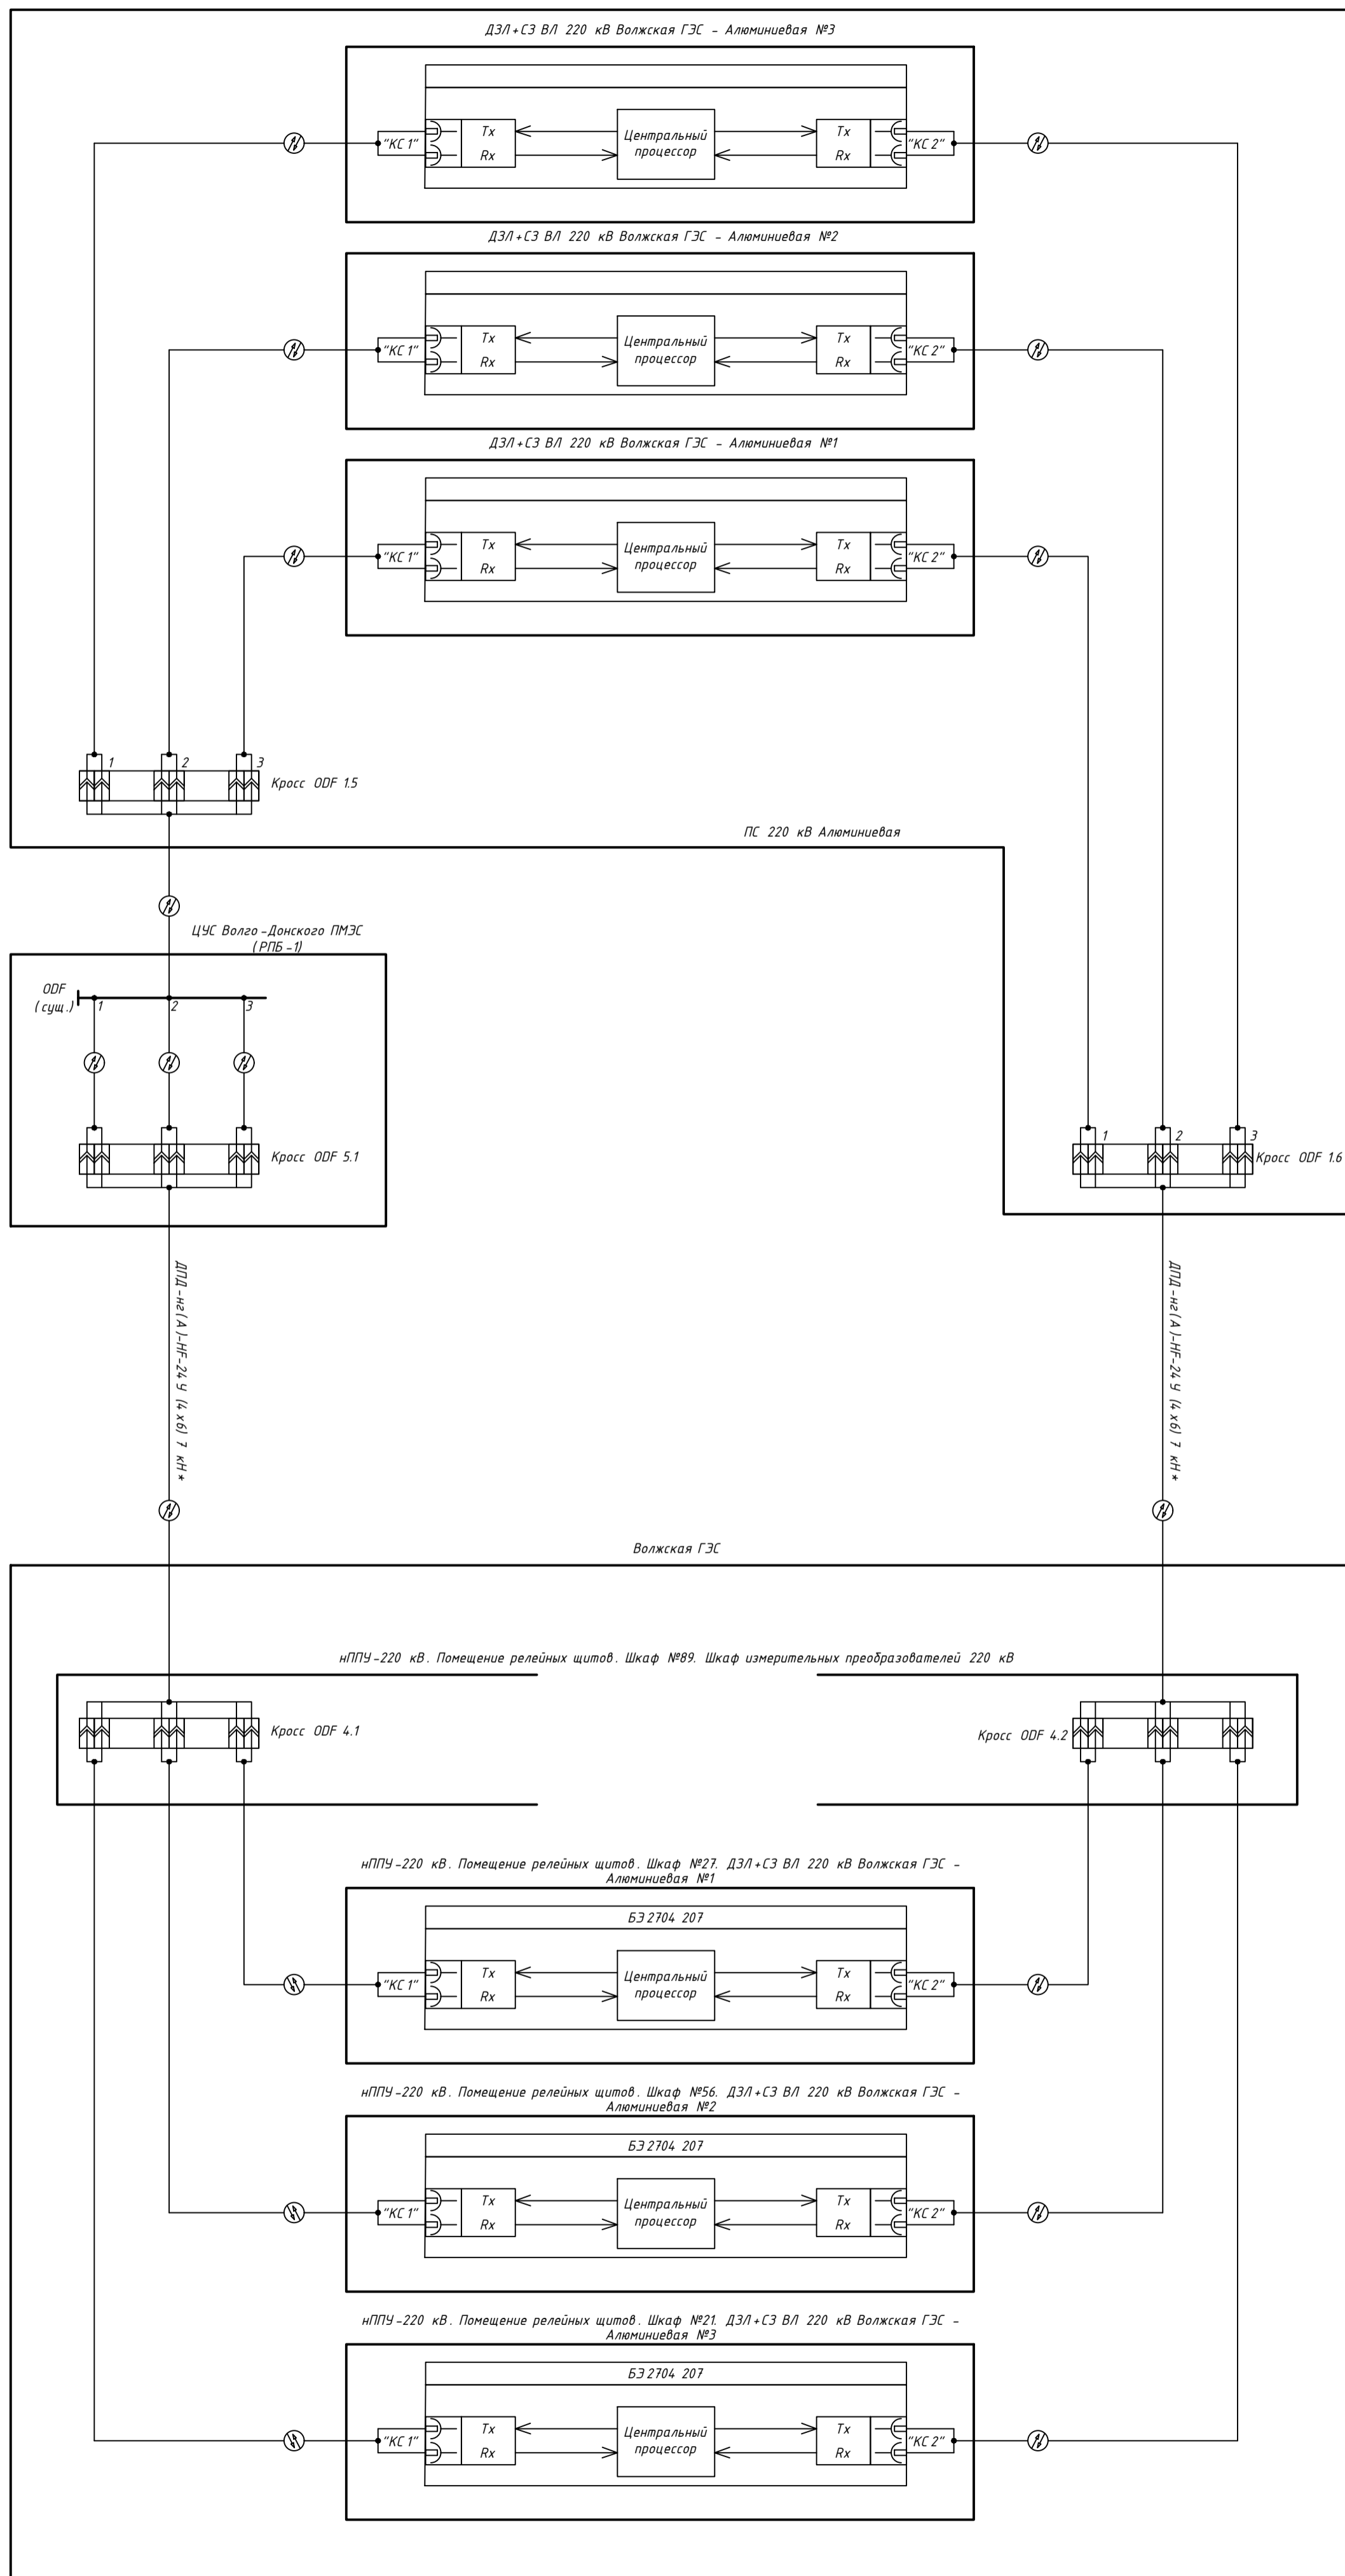 ДЗЛ+СЗ ВЛ 220 кВ Волжская ГЭС - Алюминиевая №3
"КС 1"
Tx
Rx
Центральный
процессор
Tx
Rx
"КС 2"
ДЗЛ+СЗ ВЛ 220 кВ Волжская ГЭС - Алюминиевая №2
"КС 1"
Tx
Rx
Центральный
процессор
Tx
Rx
"КС 2"
ДЗЛ+СЗ ВЛ 220 кВ Волжская ГЭС - Алюминиевая №1
"КС 1"
Tx
Rx
Центральный
процессор
Tx
Rx
"КС 2"
1
2
3
Кросс ODF 1.5
ПС 220 кВ Алюминиевая
ЦУС Волго-Донского ПМЭС
(РПБ-1)
ODF
(сущ.)
1
2
3
Кросс ODF 5.1
1
2
3
Кросс ODF 1.6
ДПД-нг(А)-HF-24У (4х6) 7 кН*
ДПД-нг(А)-HF-24У (4х6) 7 кН*
Волжская ГЭС
нППУ-220 кВ. Помещение релейных щитов. Шкаф №89. Шкаф измерительных преобразователей 220 кВ
Кросс ODF 4.1
Кросс ODF 4.2
нППУ-220 кВ. Помещение релейных щитов. Шкаф №27. ДЗЛ+СЗ ВЛ 220 кВ Волжская ГЭС -
Алюминиевая №1
БЭ2704 207
"КС 1"
Tx
Rx
Центральный
процессор
Tx
Rx
"КС 2"
нППУ-220 кВ. Помещение релейных щитов. Шкаф №56. ДЗЛ+СЗ ВЛ 220 кВ Волжская ГЭС -
Алюминиевая №2
БЭ2704 207
"КС 1"
Tx
Rx
Центральный
процессор
Tx
Rx
"КС 2"
нППУ-220 кВ. Помещение релейных щитов. Шкаф №21. ДЗЛ+СЗ ВЛ 220 кВ Волжская ГЭС -
Алюминиевая №3
БЭ2704 207
"КС 1"
Tx
Rx
Центральный
процессор
Tx
Rx
"КС 2"